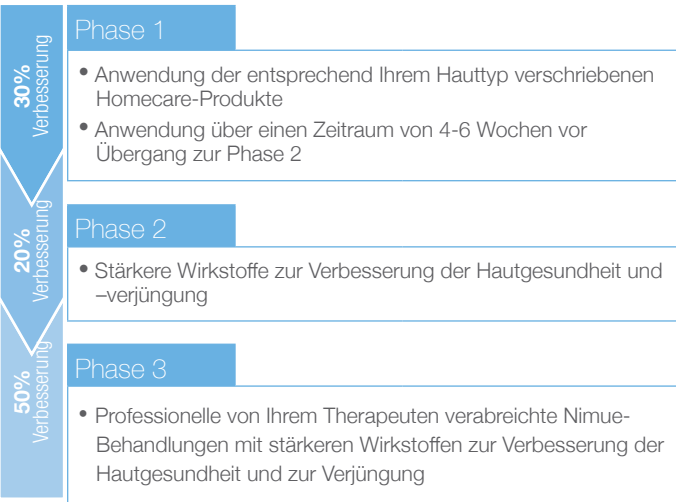 30%
Verbesserung
Phase 1
• Anwendung der entsprechend Ihrem Hauttyp verschriebenen
Homecare-Produkte
• Anwendung über einen Zeitraum von 4-6 Wochen vor
Übergang zur Phase 2
20%
Verbesserung
Phase 2
• Stärkere Wirkstoffe zur Verbesserung der Hautgesundheit und
–verjüngung
50%
Verbesserung
Phase 3
• Professionelle von Ihrem Therapeuten verabreichte Nimue-
Behandlungen mit stärkeren Wirkstoffen zur Verbesserung der
Hautgesundheit und zur Verjüngung